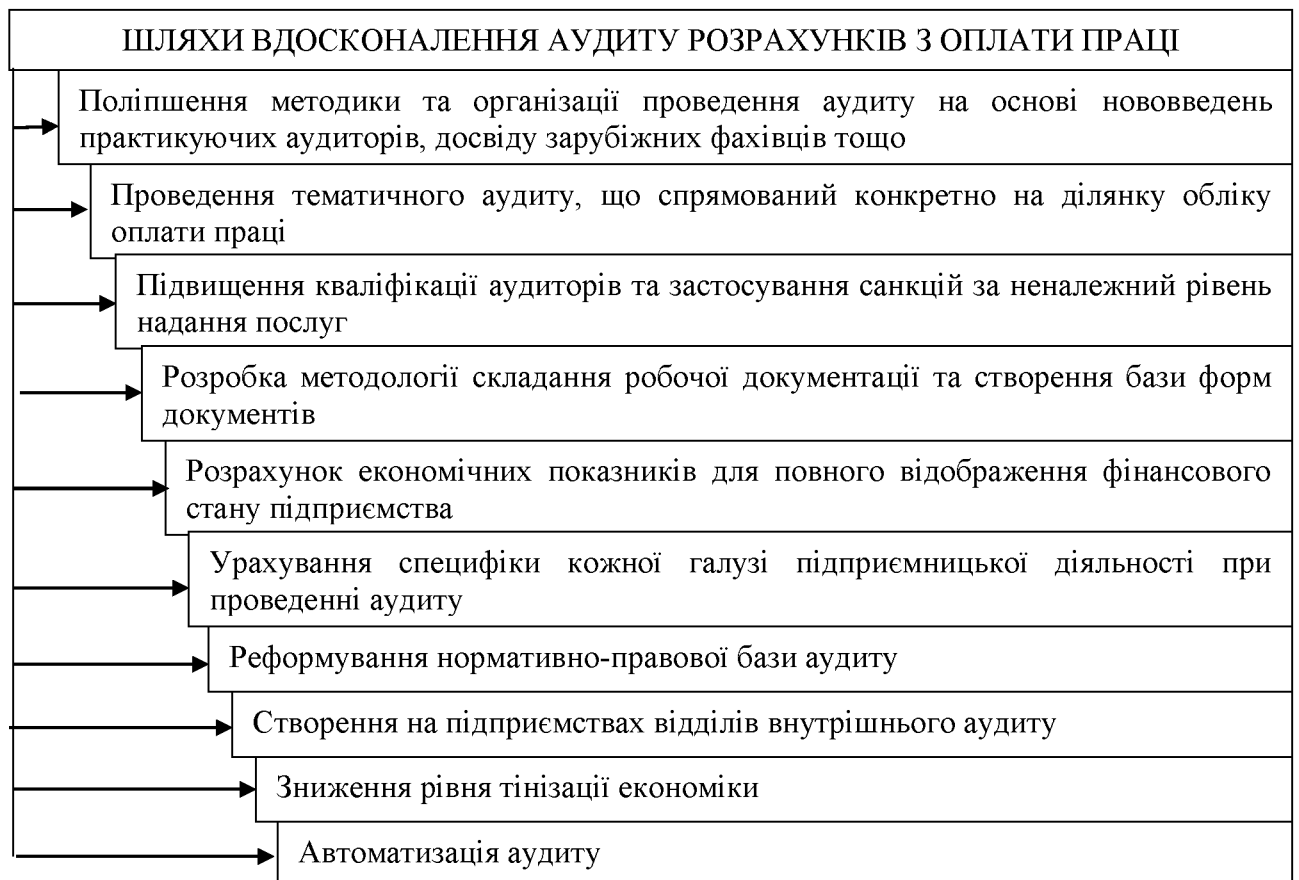 ШЛЯХИ ВДОСКОНАЛЕННЯ АУДИТУ РОЗРАХУНКІВ З ОПЛАТИ ПРАЦІ
Поліпшення методики та організації проведення аудиту на основі нововведень
практикуючих аудиторів, досвіду зарубіжних фахівців тощо
Проведення тематичного аудиту, що спрямований конкретно на ділянку обліку
оплати праці
Підвищення кваліфікації аудиторів та застосування санкцій за неналежний рівень
надання послуг
Розробка методології складання робочої документації та створення бази форм
документів
Розрахунок економічних показників для повного відображення фінансового
стану підприємства
Урахування специфіки кожної галузі підприємницької діяльності при
проведенні аудиту
Реформування нормативно-правової бази аудиту
Створення на підприємствах відділів внутрішнього аудиту
Зниження рівня тінізації економіки
Автоматизація аудиту